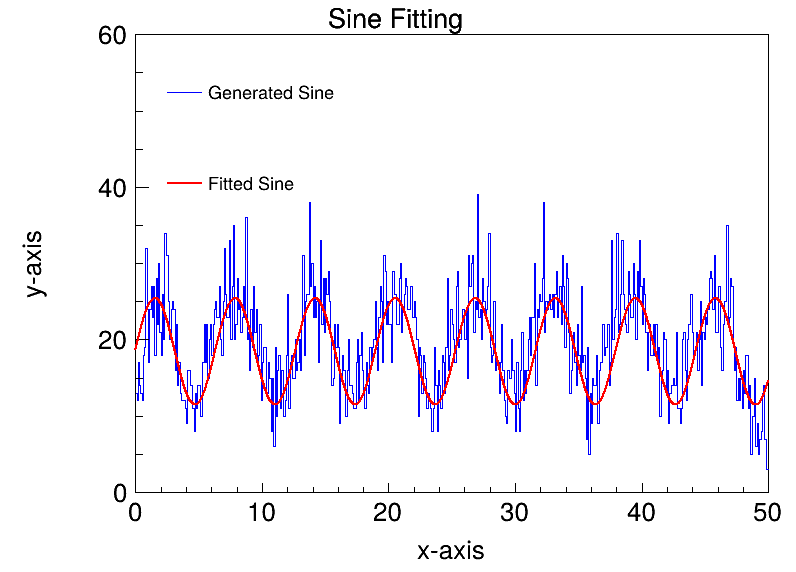 Sine Fitting
60
Generated Sine
40
Fitted Sine
y-axis
20
0
0 10 20 30 40 50
x-axis